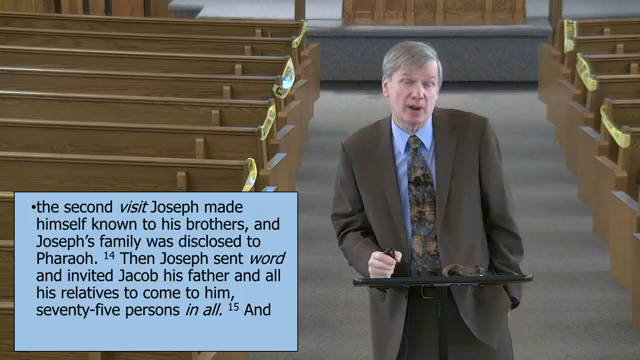 •the second visit Joseph made
himself known to his brothers, and
Joseph's family was disclosed to
Pharaoh. 14 Then Joseph sent word
and invited Jacob his father and all
his relatives to come to him,
seventy-five persons in all. 15 And